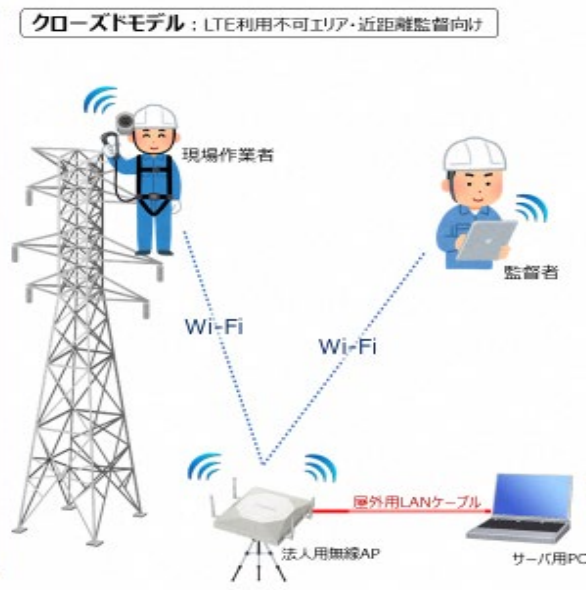 クローズドモデル：LTE利用不可エリア・近距離監督向け
現場作業者
監督者
Wi-Fi
Wi-Fi
屋外用LANケーブル
法人用無線AP
サーバ用PC